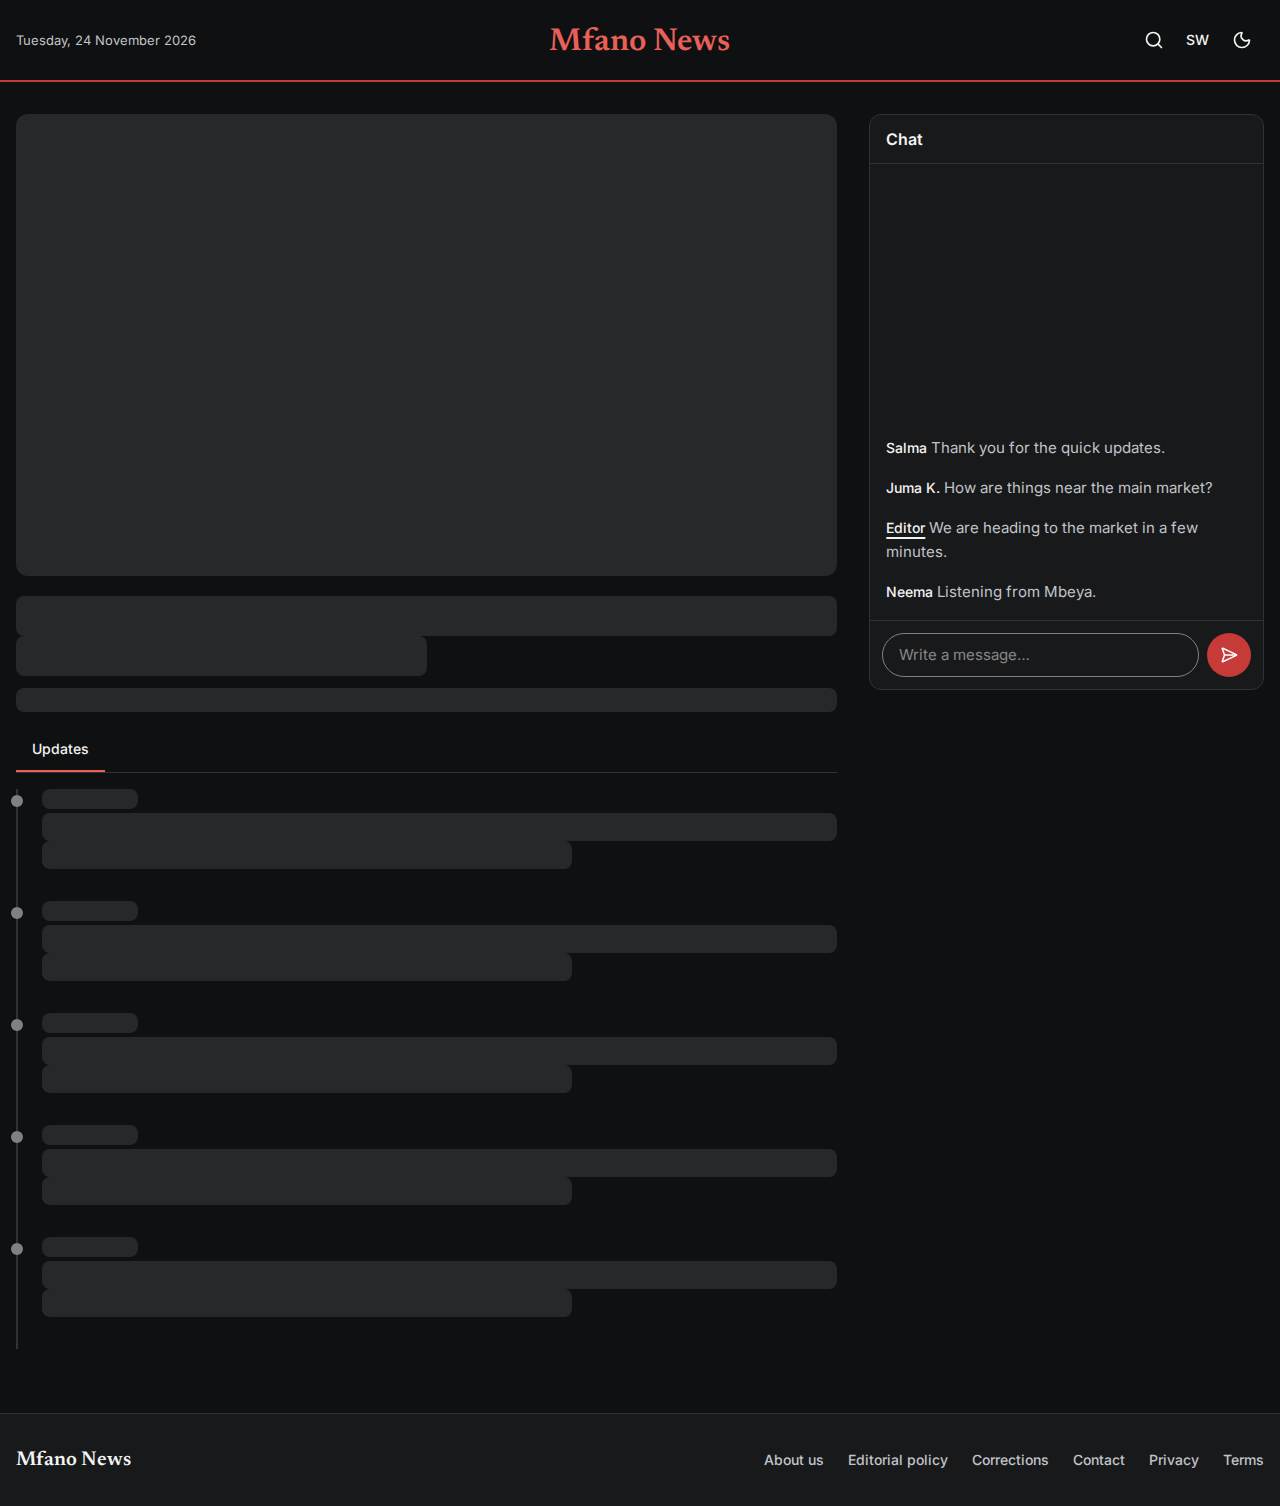 Tuesday, 24 November 2026
Mfano News
SW
Chat
Salma Thank you for the quick updates.
Juma K. How are things near the main market?
Editor We are heading to the market in a few
minutes.
Neema Listening from Mbeya.
Write a message...
Updates
Mfano News
About us
Editorial policy
Corrections
Contact
Privacy
Terms